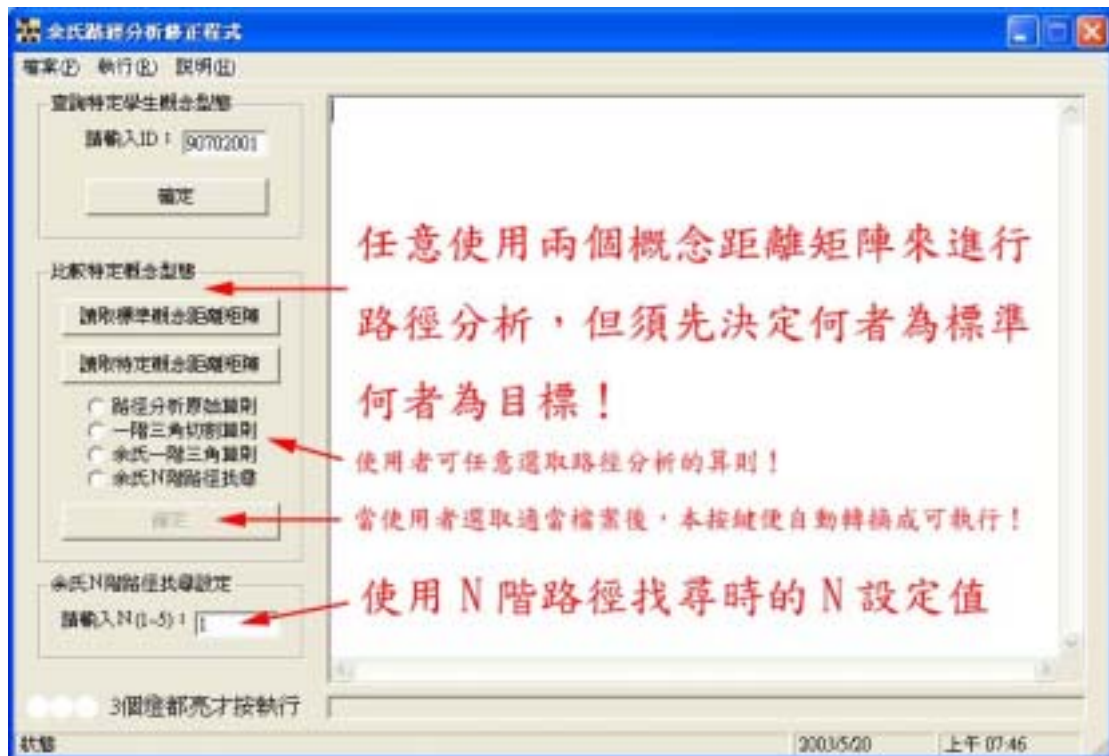 余氏路徑分析修正程式
檔案(F) 執行(R) 說明(H)
查詢特定學生概念型態
請輸入ID：90702001
確定
比較特定概念型態
讀取標準概念距離矩陣
讀取特定概念距離矩陣
路徑分析原始算則
一階三角切割算則
余氏一階三角算則
余氏N階路徑找尋
確定
余氏N階路徑找尋設定
請輸入N(1~5)：1
任意使用兩個概念距離矩陣來進行
路徑分析，但須先決定何者為標準
何者為目標！
使用者可任意選取路徑分析的算則！
當使用者選取適當檔案後，本按鍵便自動轉換成可執行！
使用N階路徑找尋時的N設定值
3個燈都亮才按執行
狀態 2003/5/20 上午 07:46